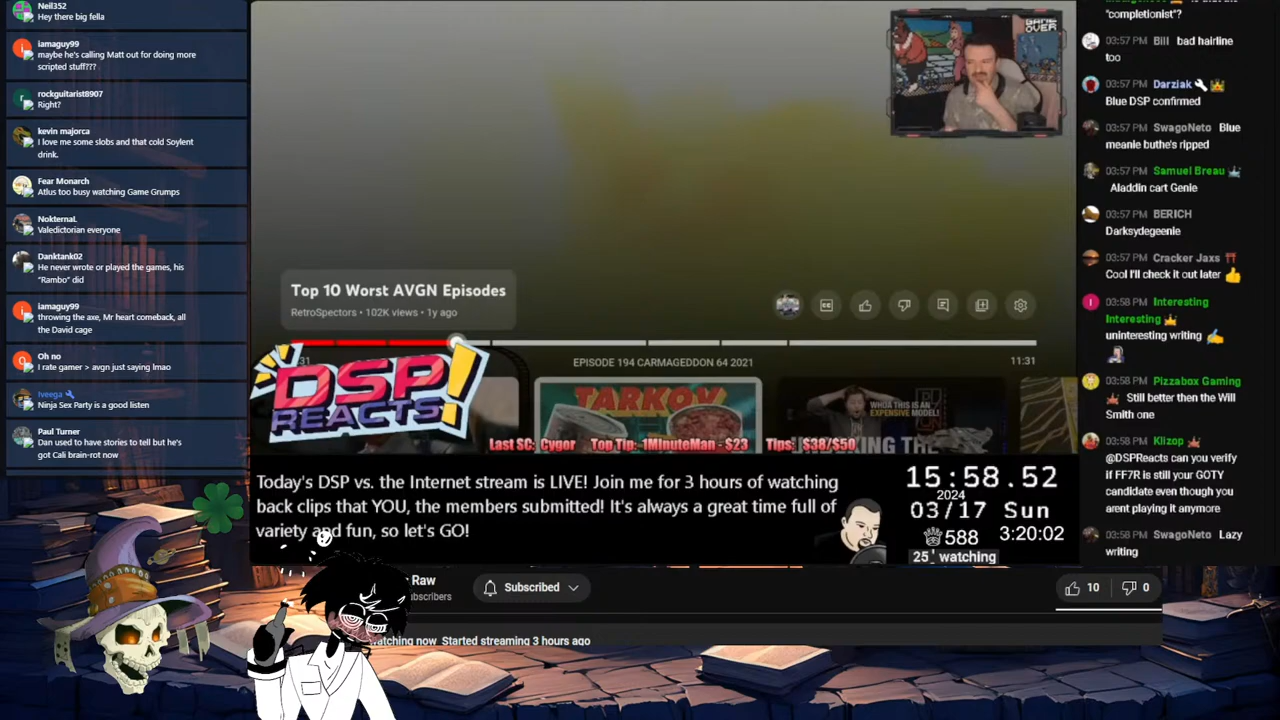 Neil352
Hey there big fella
iamaguy99
maybe he's calling Matt out for doing more
scripted stuff???
rockguitarist8907
Right?
kevin majorca
I love me some slobs and that cold Soylent
drink.
Fear Monarch
Atlus too busy watching Game Grumps
NokternaL
Valedictorian everyone
Danktank02
He never wrote or played the games, his
"Rambo" did
iamaguy99
throwing the axe, Mr heart comeback, all
the David cage
Oh no
I rate gamer > avgn just saying lmao
Iveega
Ninja Sex Party is a good listen
Paul Turner
Dan used to have stories to tell but he's
got Cali brain-rot now
GAME
OVER
Top 10 Worst AVGN Episodes
RetroSpectors • 102K views • 1y ago
EPISODE 194 CARMAGEDDON 64 2021
11:31
DSP
REACTS!
TARKOV
WHOA THIS IS AN
EXPENSIVE MODEL!
Last SC: Cygor Top Tip: 1MinuteMan - $23 Tips: $38/$50
Today's DSP vs. the Internet stream is LIVE! Join me for 3 hours of watching
back clips that YOU, the members submitted! It's always a great time full of
variety and fun, so let's GO!
15:58.52
2024
03/17 Sun
588
3:20:02
watching
Raw
Subscribed
10
0
watching now Started streaming 3 hours ago
"completionist"?
03:57 PM Bill bad hairline
too
03:57 PM Darziak
Blue DSP confirmed
03:57 PM SwagoNeto Blue
meanie buthe's ripped
03:57 PM Samuel Breau
Aladdin cart Genie
03:57 PM BERICH
Darksydegeenie
03:57 PM Cracker Jaxs
Cool I'll check it out later
03:58 PM Interesting
Interesting
uninteresting writing
03:58 PM Pizzabox Gaming
Still better then the Will
Smith one
03:58 PM Klizop
@DSPReacts can you verify
if FF7R is still your GOTY
candidate even though you
arent playing it anymore
03:58 PM SwagoNeto Lazy
writing